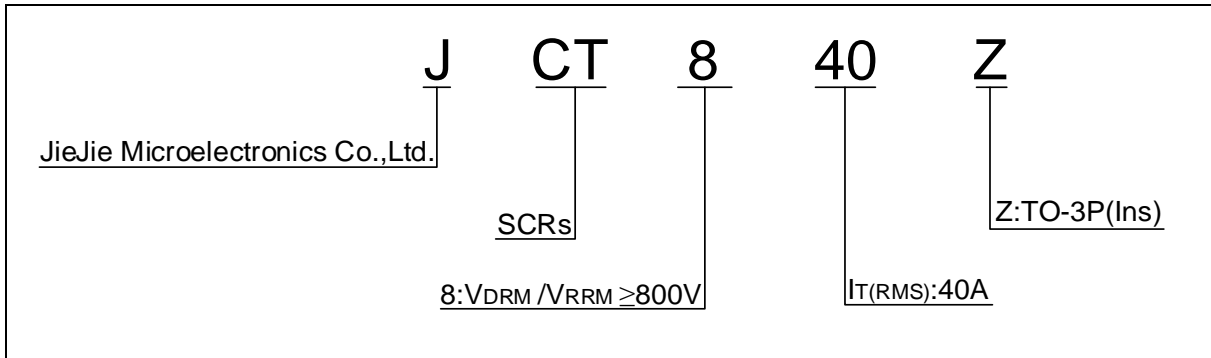 J CT 8 40 Z
JieJie Microelectronics Co.,Ltd.
SCRs
Z:TO-3P(Ins)
8:VDRM /VRRM ≥800V
IT(RMS):40A